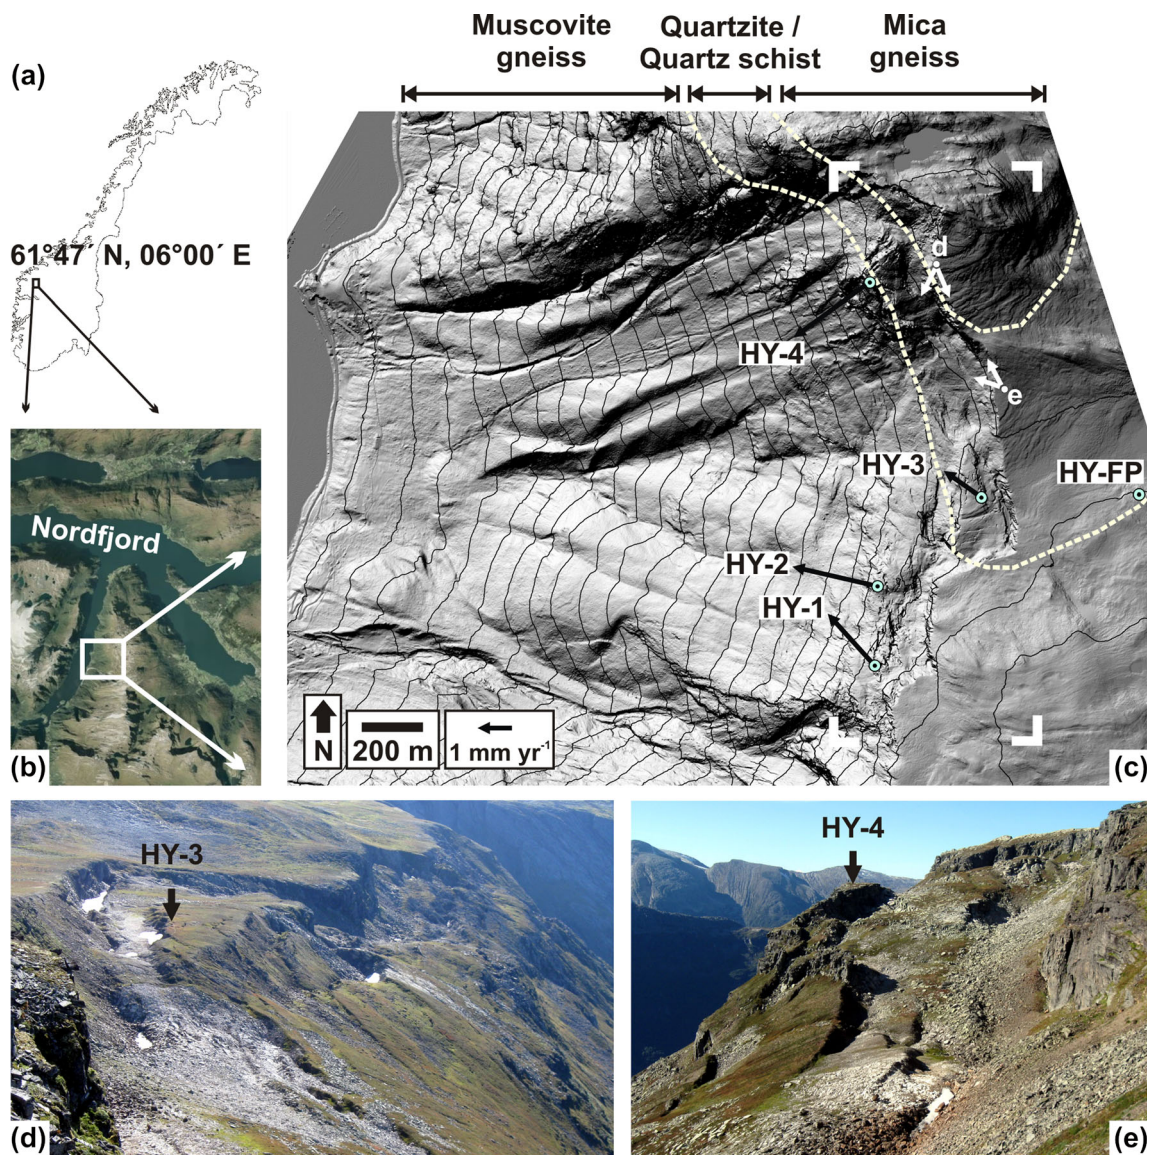 Muscovite
gneiss
Quartzite /
Quartz schist
Mica
gneiss
(a)
61°47´ N, 06°00´ E
d
HY-4
e
HY-3
HY-FP
Nordfjord
HY-2
HY-1
N
200 m
1 mm yr-1
(b)
(c)
HY-3
HY-4
(d)
(e)